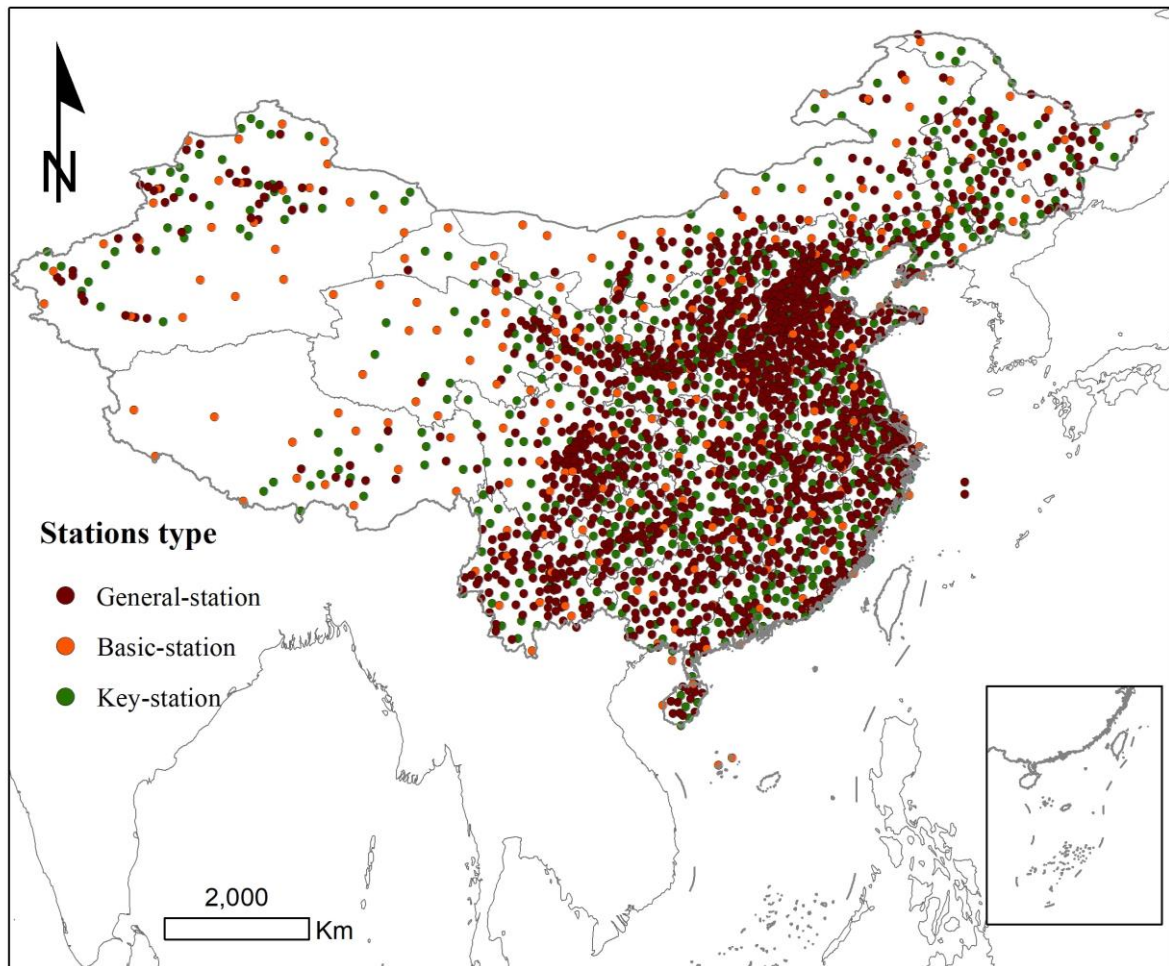 N
Stations type
General-station
Basic-station
Key-station
2,000
Km